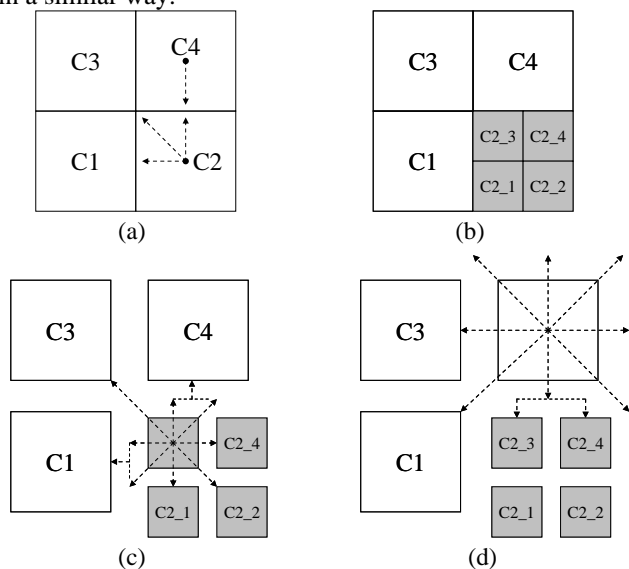 in a similar way.
C3 C4
C1 C2
(a)
C3 C4
C2_3 C2_4
C1
C2_1 C2_2
(b)
C3 C4
C1 C2_4
C2_1 C2_2
(c)
C3
C1 C2_3 C2_4
C2_1 C2_2
(d)